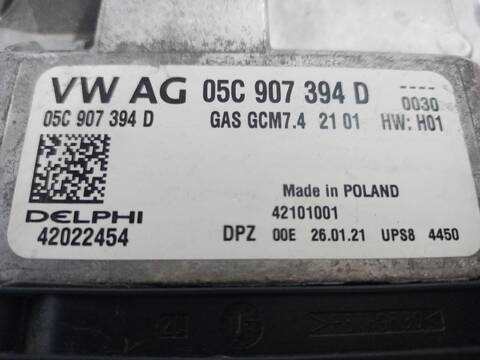 VW AG 05C 907 394 D ----
0030
05C 907 394 D GAS GCM7.4 21 01 HW: H01
Made in POLAND
DELPHI 42101001
42022454 DPZ 00E 26.01.21 UPS8 4450